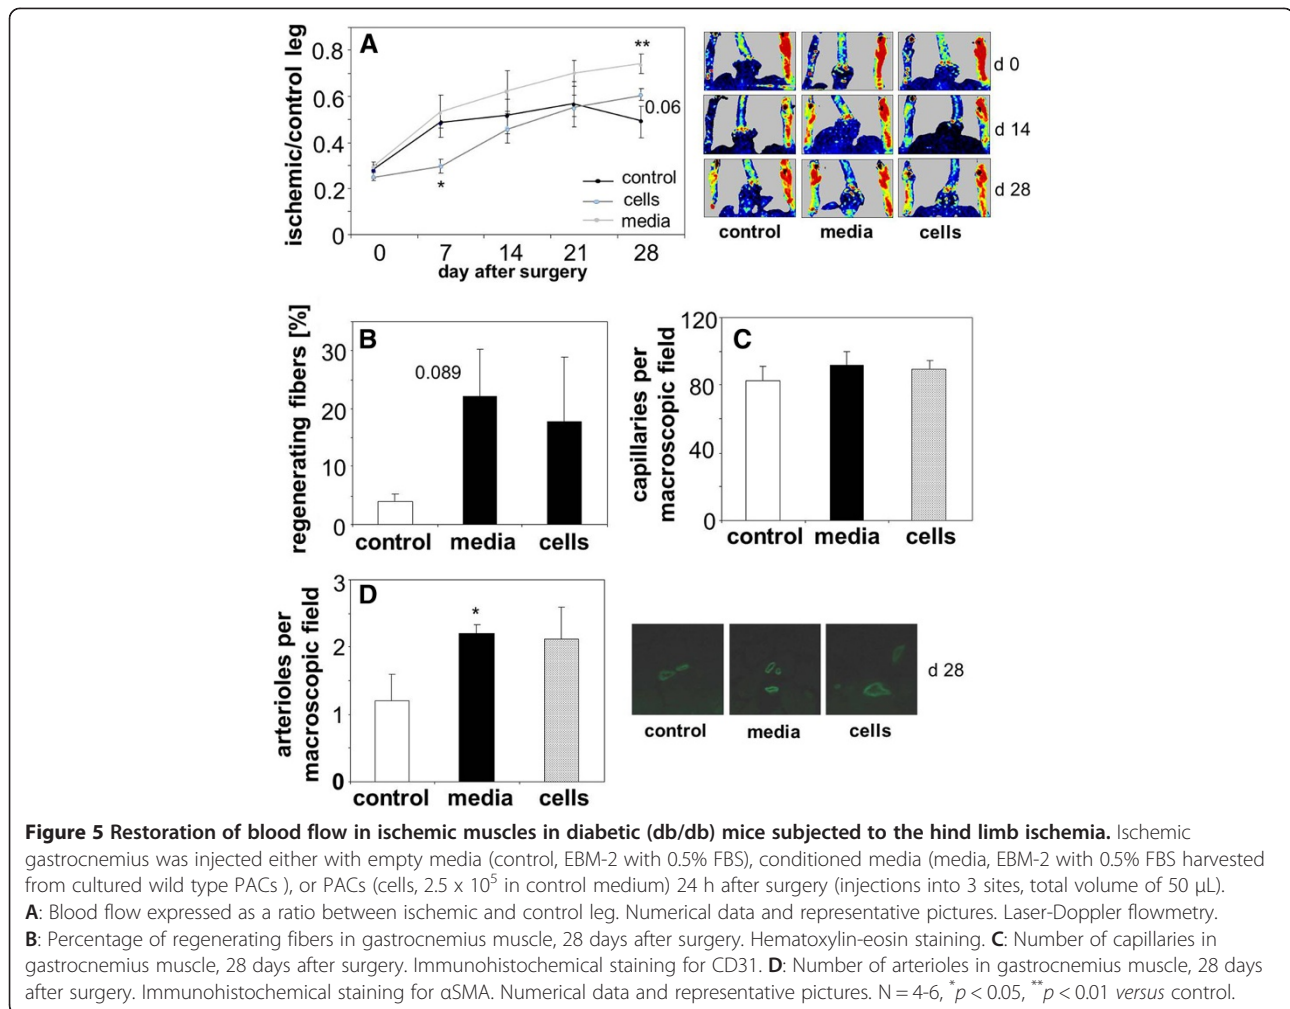 A
ischemic/control leg
0.8
0.6
0.4
0.2
0
**
0.06
*
control
cells
media
0 7 14 21 28
day after surgery
d 0
d 14
d 28
control media cells
B
regenerating fibers [%]
30
20
10
0
0.089
control media cells
C
capillaries per
macroscopic field
120
80
40
0
control media cells
D
arterioles per
macroscopic field
3
2
1
0
*
control media cells
d 28
control media cells
Figure 5 Restoration of blood flow in ischemic muscles in diabetic (db/db) mice subjected to the hind limb ischemia. Ischemic
gastrocnemius was injected either with empty media (control, EBM-2 with 0.5% FBS), conditioned media (media, EBM-2 with 0.5% FBS harvested
from cultured wild type PACs ), or PACs (cells, 2.5 x 10⁵ in control medium) 24 h after surgery (injections into 3 sites, total volume of 50 μL).
A: Blood flow expressed as a ratio between ischemic and control leg. Numerical data and representative pictures. Laser-Doppler flowmetry.
B: Percentage of regenerating fibers in gastrocnemius muscle, 28 days after surgery. Hematoxylin-eosin staining. C: Number of capillaries in
gastrocnemius muscle, 28 days after surgery. Immunohistochemical staining for CD31. D: Number of arterioles in gastrocnemius muscle, 28 days
after surgery. Immunohistochemical staining for αSMA. Numerical data and representative pictures. N = 4-6, *p < 0.05, **p < 0.01 versus control.